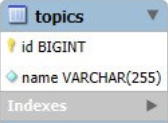 topics
id BIGINT
name VARCHAR(255)
Indexes